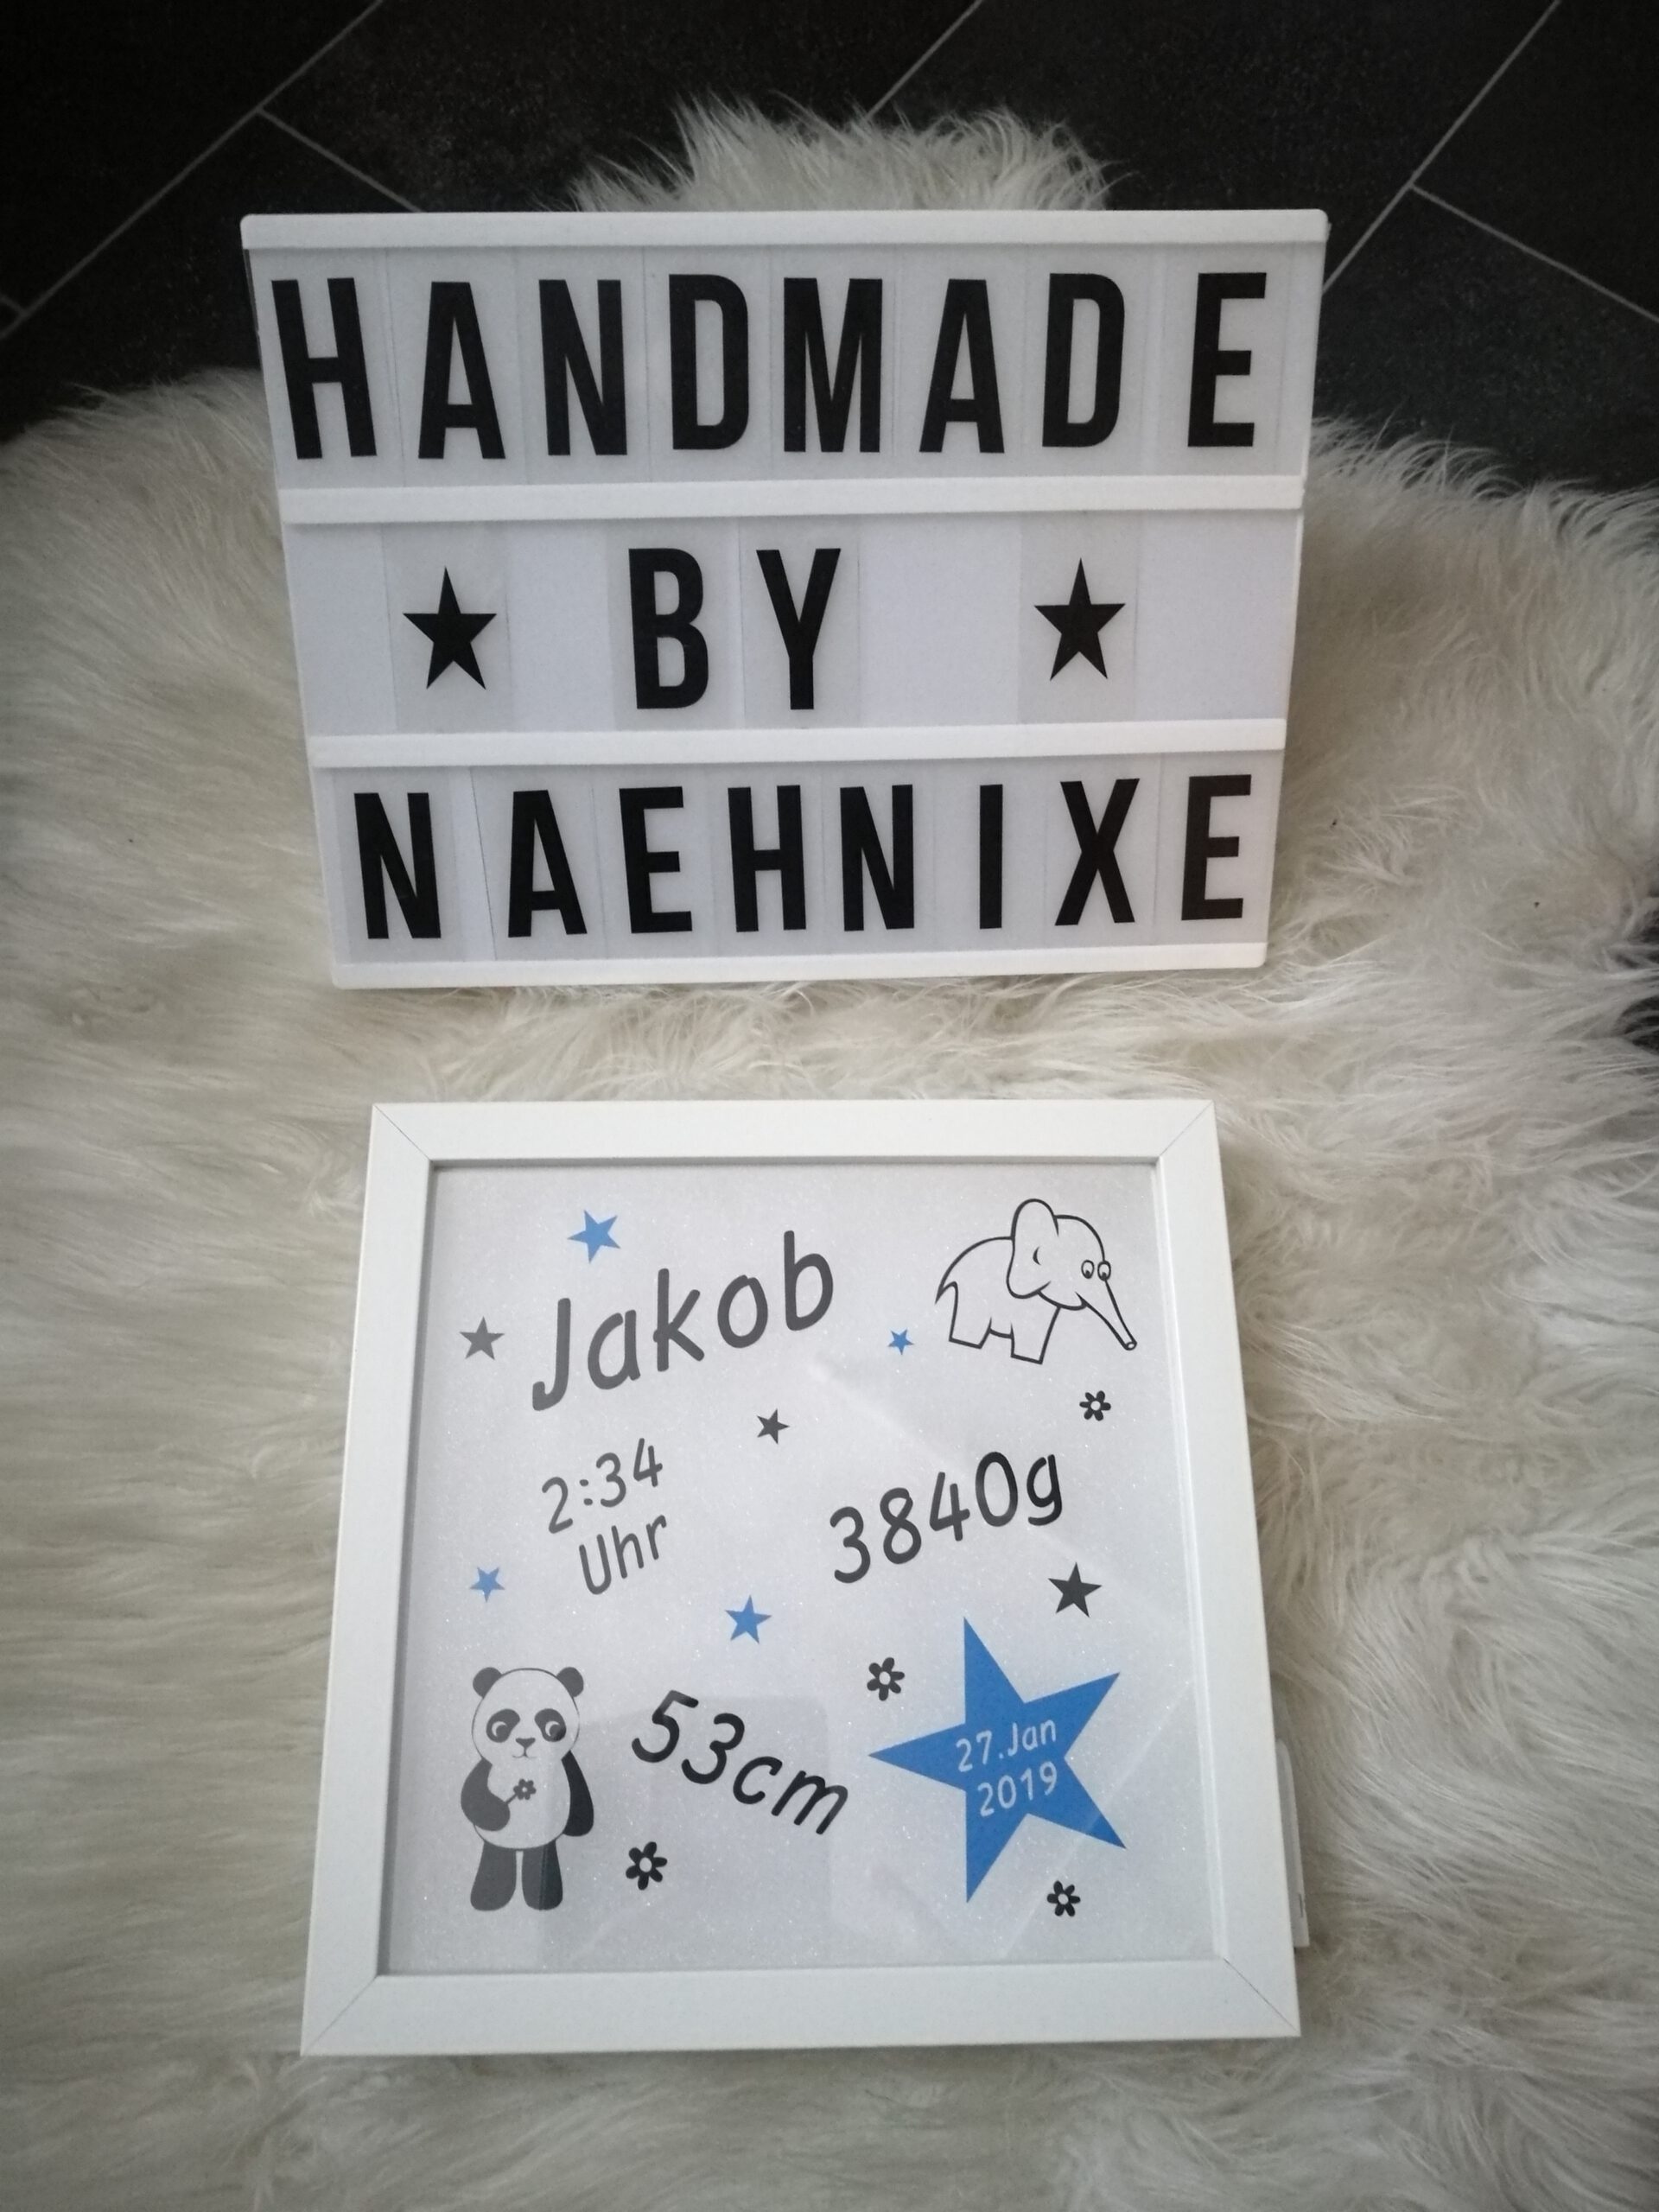 HANDMADE
★ BY ★
NAEHNIXE
Jakob
2:34
Uhr
3840g
53cm
27.Jan
2019